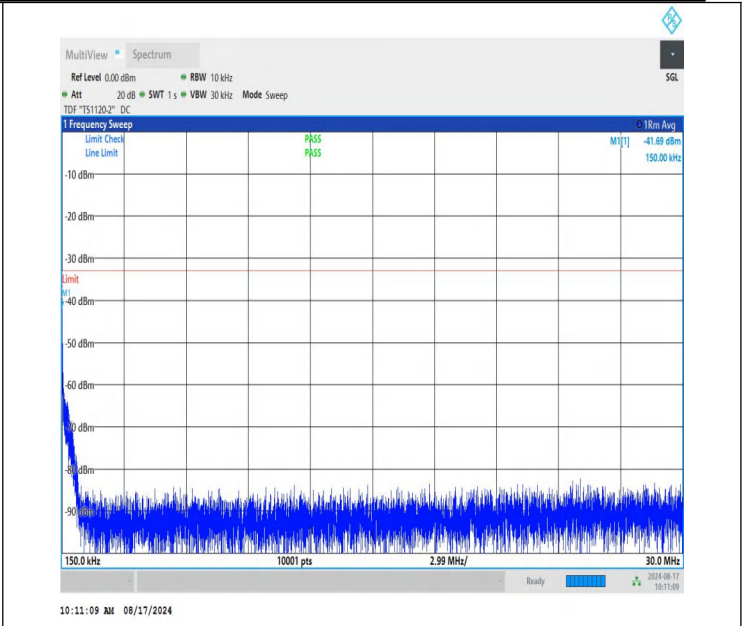 MultiView Spectrum
Ref Level 0.00 dBm RBW 10 kHz SGL
Att 20 dB SWT 1 s VBW 30 kHz Mode Sweep
TDF "TS1120-2" DC
1 Frequency Sweep 1Rm Avg
Limit Check PASS M1[1] -41.69 dBm
Line Limit PASS 150.00 kHz
-10 dBm
-20 dBm
-30 dBm
Limit
M1
-40 dBm
-50 dBm
-60 dBm
-70 dBm
-80 dBm
-90 dBm
150.0 kHz 10001 pts 2.99 MHz/ 30.0 MHz
Ready 2024-08-17
10:11:09
10:11:09 AM 08/17/2024